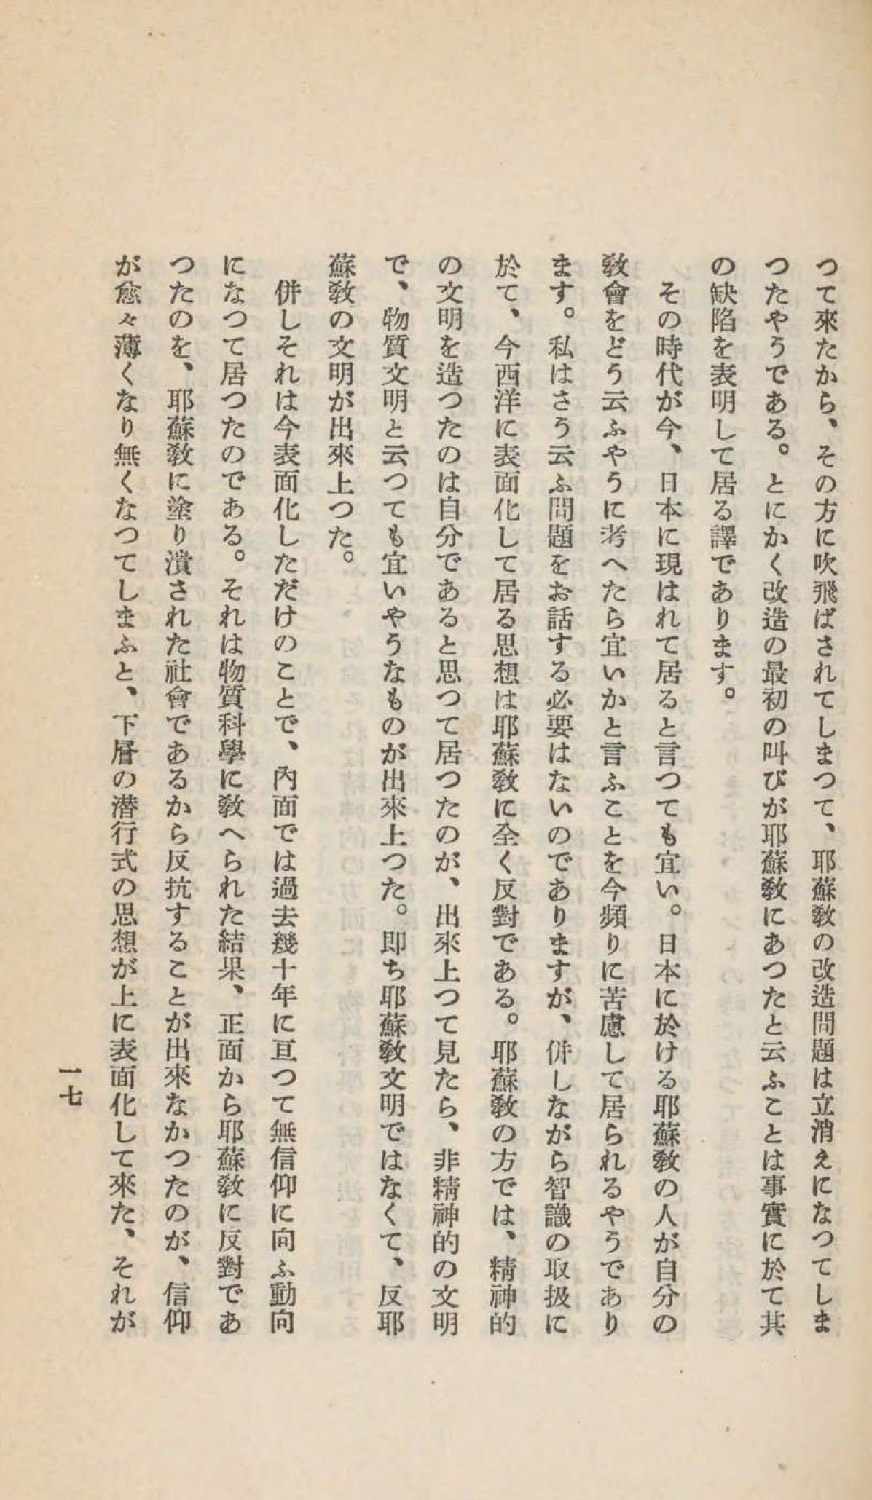 つて來たから、その方に吹飛ばされてしまつて、耶蘇教の改造問題は立消えになつてしま
つたやうである。とにかく改造の最初の叫びが耶蘇教にあつたと云ふことは事實に於て其
の缺陷を表明して居る譯であります。
その時代が今、日本に現はれて居ると言つても宜い。日本に於ける耶蘇教の人が自分の
教會をどう云ふやうに考へたら宜いかと言ふことを今頻りに苦慮して居られるやうであり
ます。私はさう云ふ問題をお話する必要はないのでありますが、併しながら智識の取扱に
於て、今西洋に表面化して居る思想は耶蘇教に全く反對である。耶蘇教の方では、精神的
の文明を造つたのは自分であると思つて居つたのが、出來上つて見たら、非精神的の文明
で、物質文明と云つても宜いやうなものが出來上つた。即ち耶蘇教文明ではなくて、反耶
蘇教の文明が出來上つた。
併しそれは今表面化しただけのことで、內面では過去幾十年に亙つて無信仰に向ふ動向
になつて居つたのである。それは物質科學に教へられた結果、正面から耶蘇教に反對であ
つたのを、耶蘇教に塗り潰された社會であるから反抗することが出來なかつたのが、信仰
が愈々薄くなり無くなつてしまふと、下層の潜行式の思想が上に表面化して來た、それが
一七